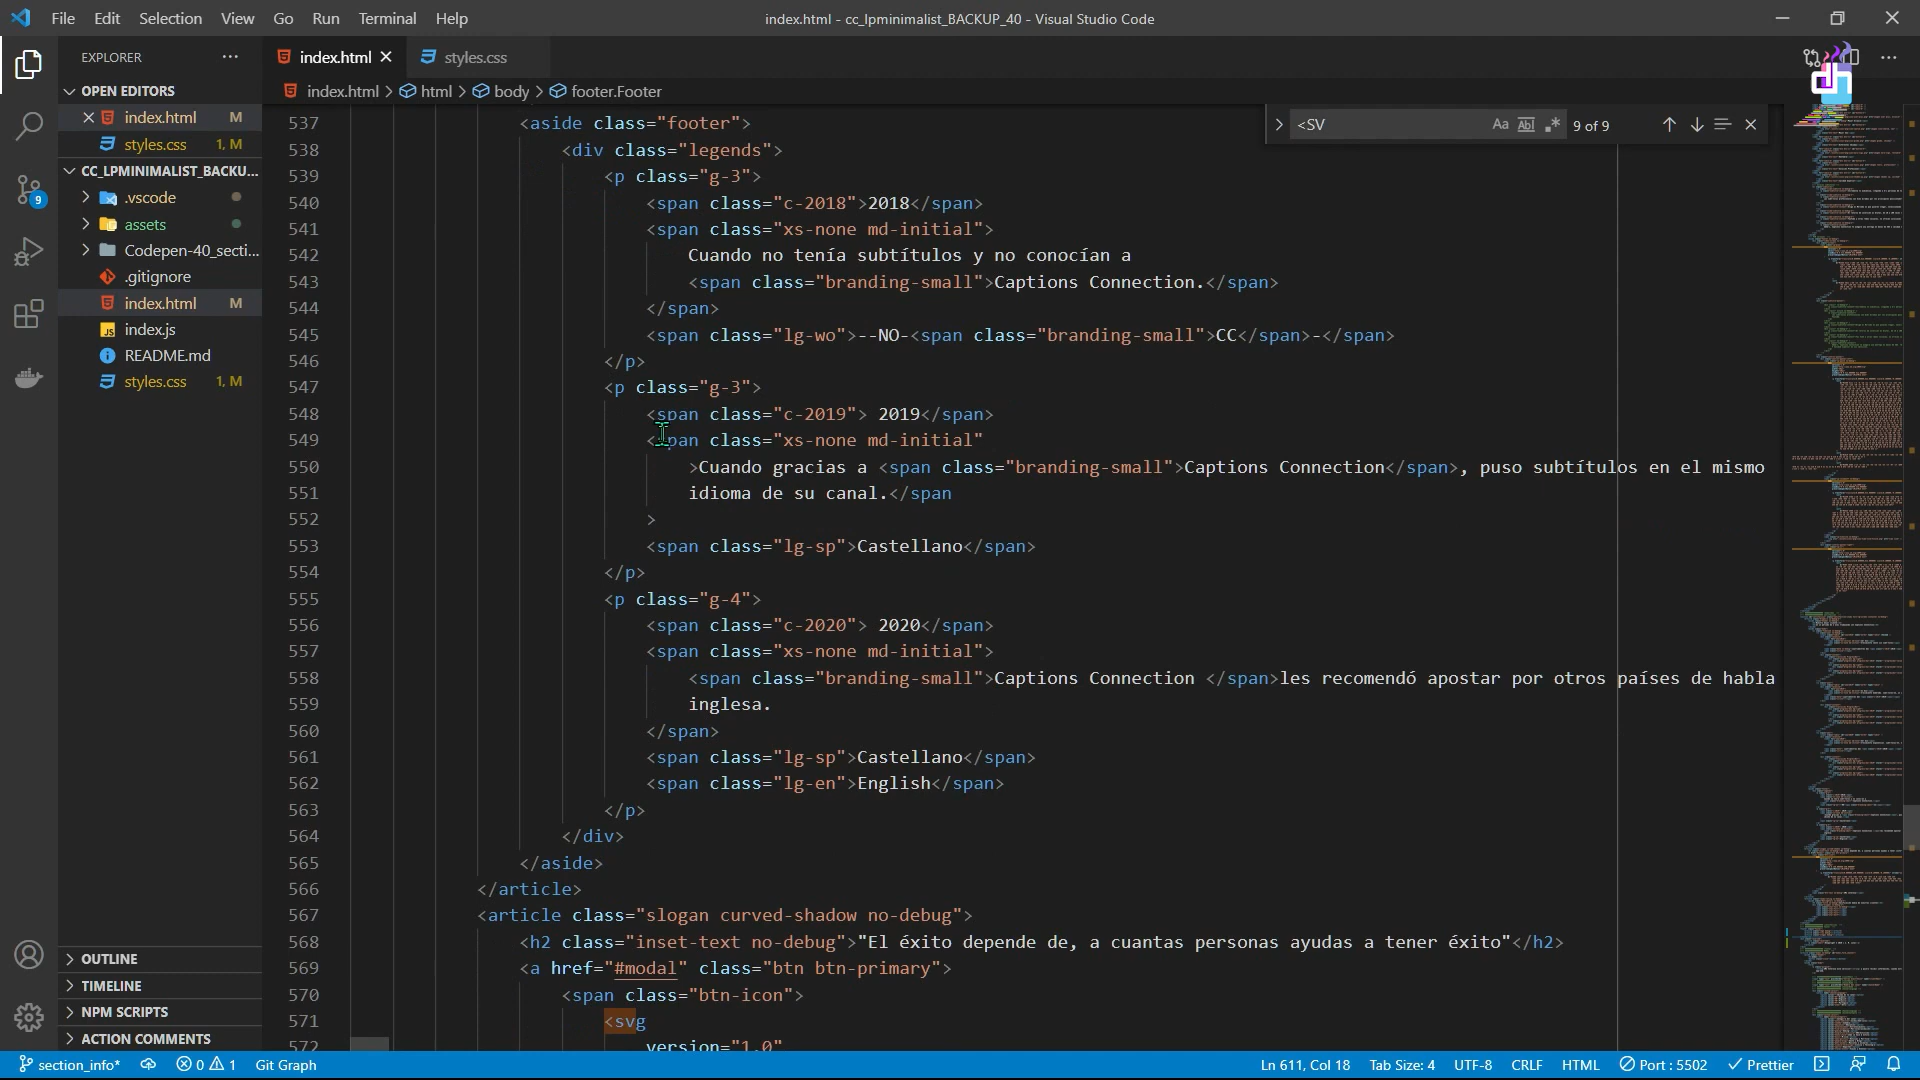 File Edit Selection View Go Run Terminal Help
index.html - cc_lpminimalist_BACKUP_40 - Visual Studio Code
EXPLORER
index.html
styles.css
OPEN EDITORS
index.html M
styles.css 1, M
CC_LPMINIMALIST_BACKU...
.vscode
assets
Codepen-40_secti...
.gitignore
index.html M
index.js
README.md
styles.css 1, M
OUTLINE
TIMELINE
NPM SCRIPTS
ACTION COMMENTS
9
index.html > html > body > footer.Footer
<SV
Aa Abl .* 9 of 9
537 <aside class="footer">
538 <div class="legends">
539 <p class="g-3">
540 <span class="c-2018">2018</span>
541 <span class="xs-none md-initial">
542 Cuando no tenía subtítulos y no conocían a
543 <span class="branding-small">Captions Connection.</span>
544 </span>
545 <span class="lg-wo">--NO-<span class="branding-small">CC</span>-</span>
546 </p>
547 <p class="g-3">
548 <span class="c-2019"> 2019</span>
549 <span class="xs-none md-initial"
550 >Cuando gracias a <span class="branding-small">Captions Connection</span>, puso subtítulos en el mismo
551 idioma de su canal.</span
552 >
553 <span class="lg-sp">Castellano</span>
554 </p>
555 <p class="g-4">
556 <span class="c-2020"> 2020</span>
557 <span class="xs-none md-initial">
558 <span class="branding-small">Captions Connection </span>les recomendó apostar por otros países de habla
559 inglesa.
560 </span>
561 <span class="lg-sp">Castellano</span>
562 <span class="lg-en">English</span>
563 </p>
564 </div>
565 </aside>
566 </article>
567 <article class="slogan curved-shadow no-debug">
568 <h2 class="inset-text no-debug">"El éxito depende de, a cuantas personas ayudas a tener éxito"</h2>
569 <a href="#modal" class="btn btn-primary">
570 <span class="btn-icon">
571 <svg
572 version="1.0"
section_info* 0 1 Git Graph
Ln 611, Col 18 Tab Size: 4 UTF-8 CRLF HTML Port : 5502 Prettier